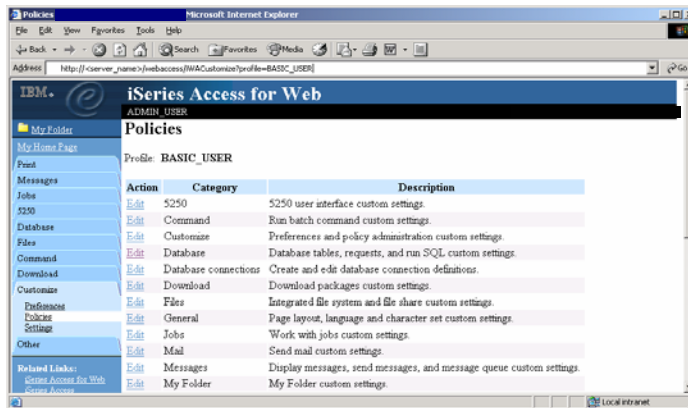 Policies Microsoft Internet Explorer
File Edit View Favorites Tools Help
Back Search Favorites Media
Address http://<server_name>/webaccess/iWACustomize?profile=BASIC_USER Go
IBM. iSeries Access for Web
ADMIN_USER
My Folder
My Home Page
Print
Messages
Jobs
5250
Database
Files
Command
Download
Customize
Preferences
Policies
Settings
Other
Related Links:
iSeries Access for Web
iSeries Access
Policies
Profile: BASIC_USER
Action Category Description
Edit 5250 5250 user interface custom settings.
Edit Command Run batch command custom settings.
Edit Customize Preferences and policy administration custom settings.
Edit Database Database tables, requests, and run SQL custom settings.
Edit Database connections Create and edit database connection definitions.
Edit Download Download packages custom settings.
Edit Files Integrated file system and file share custom settings.
Edit General Page layout, language and character set custom settings.
Edit Jobs Work with jobs custom settings.
Edit Mail Send mail custom settings.
Edit Messages Display messages, send messages, and message queue custom settings.
Edit My Folder My Folder custom settings.
Local intranet